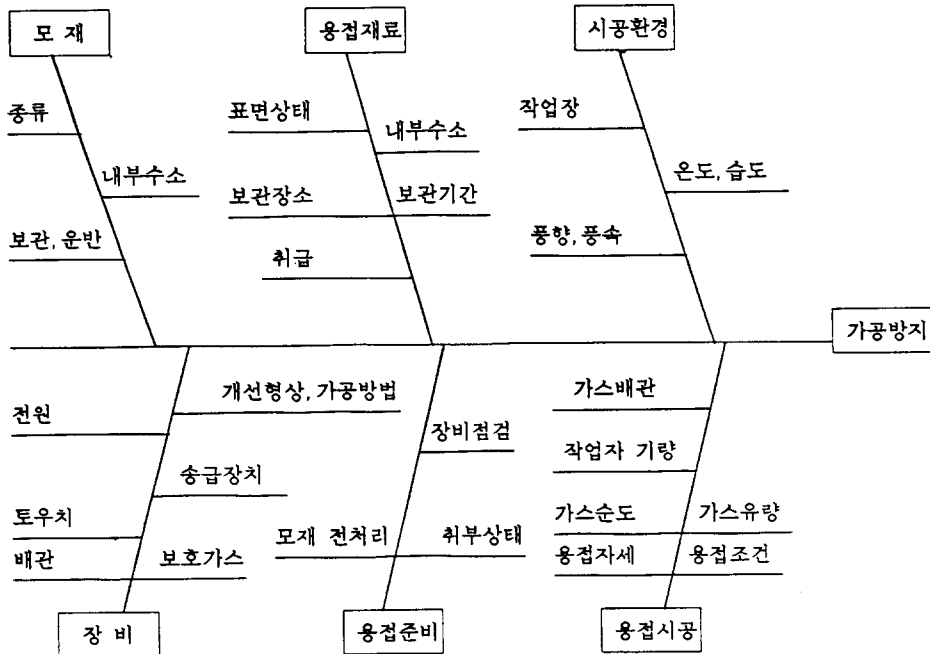 모 재
용접재료
시공환경
종류
표면상태
작업장
내부수소
내부수소
온도, 습도
보관장소
보관기간
보관, 운반
풍향, 풍속
취급
가공방지
개선형상, 가공방법
가스배관
전원
장비점검
작업자 기량
송급장치
토우치
가스순도
가스유량
모재 전처리
취부상태
배관
보호가스
용접자세
용접조건
장 비
용접준비
용접시공